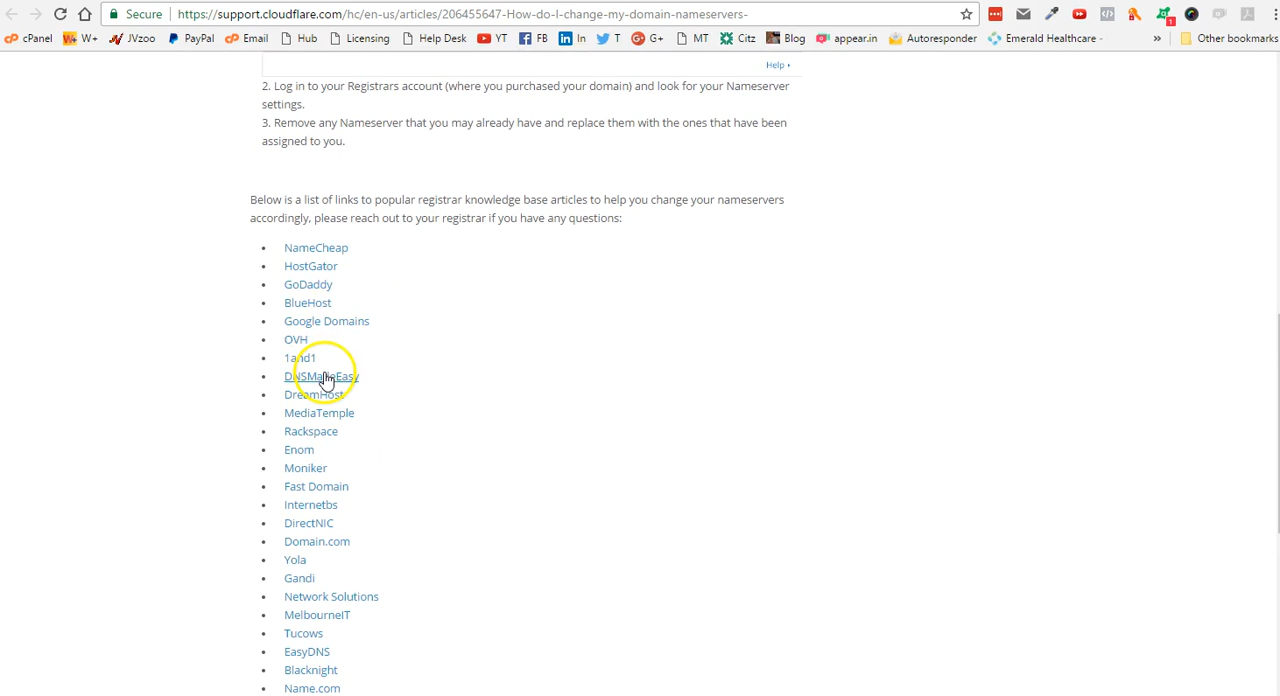 Secure https://support.cloudflare.com/hc/en-us/articles/206455647-How-do-I-change-my-domain-nameservers-
cPanel W+ JVzoo PayPal Email Hub Licensing Help Desk YT FB In T G+ MT Citz Blog appear.in Autoresponder Emerald Healthcare - » Other bookmarks
Help
2. Log in to your Registrars account (where you purchased your domain) and look for your Nameserver
settings.
3. Remove any Nameserver that you may already have and replace them with the ones that have been
assigned to you.
Below is a list of links to popular registrar knowledge base articles to help you change your nameservers
accordingly, please reach out to your registrar if you have any questions:
• NameCheap
• HostGator
• GoDaddy
• BlueHost
• Google Domains
• OVH
• 1and1
• DNSMadeEasy
• DreamHost
• MediaTemple
• Rackspace
• Enom
• Moniker
• Fast Domain
• Internetbs
• DirectNIC
• Domain.com
• Yola
• Gandi
• Network Solutions
• MelbourneIT
• Tucows
• EasyDNS
• Blacknight
• Name.com